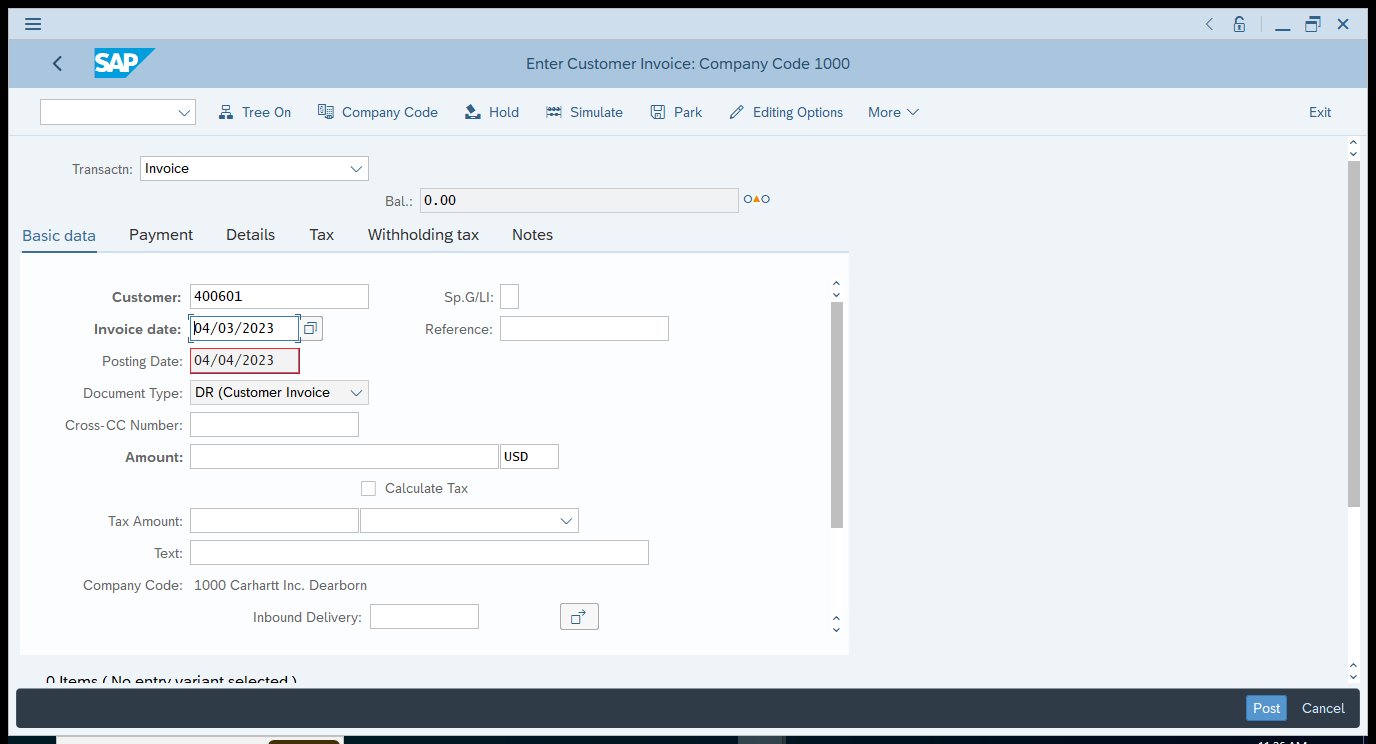 SAP
Enter Customer Invoice: Company Code 1000
Tree On Company Code Hold Simulate Park Editing Options More Exit
Transactn: Invoice
Bal.: 0.00
Basic data Payment Details Tax Withholding tax Notes
Customer: 400601 Sp.G/LI:
Invoice date: 04/03/2023 Reference:
Posting Date: 04/04/2023
Document Type: DR (Customer Invoice
Cross-CC Number:
Amount: USD
Calculate Tax
Tax Amount:
Text:
Company Code: 1000 Carhartt Inc. Dearborn
Inbound Delivery:
0 Items ( No entry variant selected )
Post Cancel